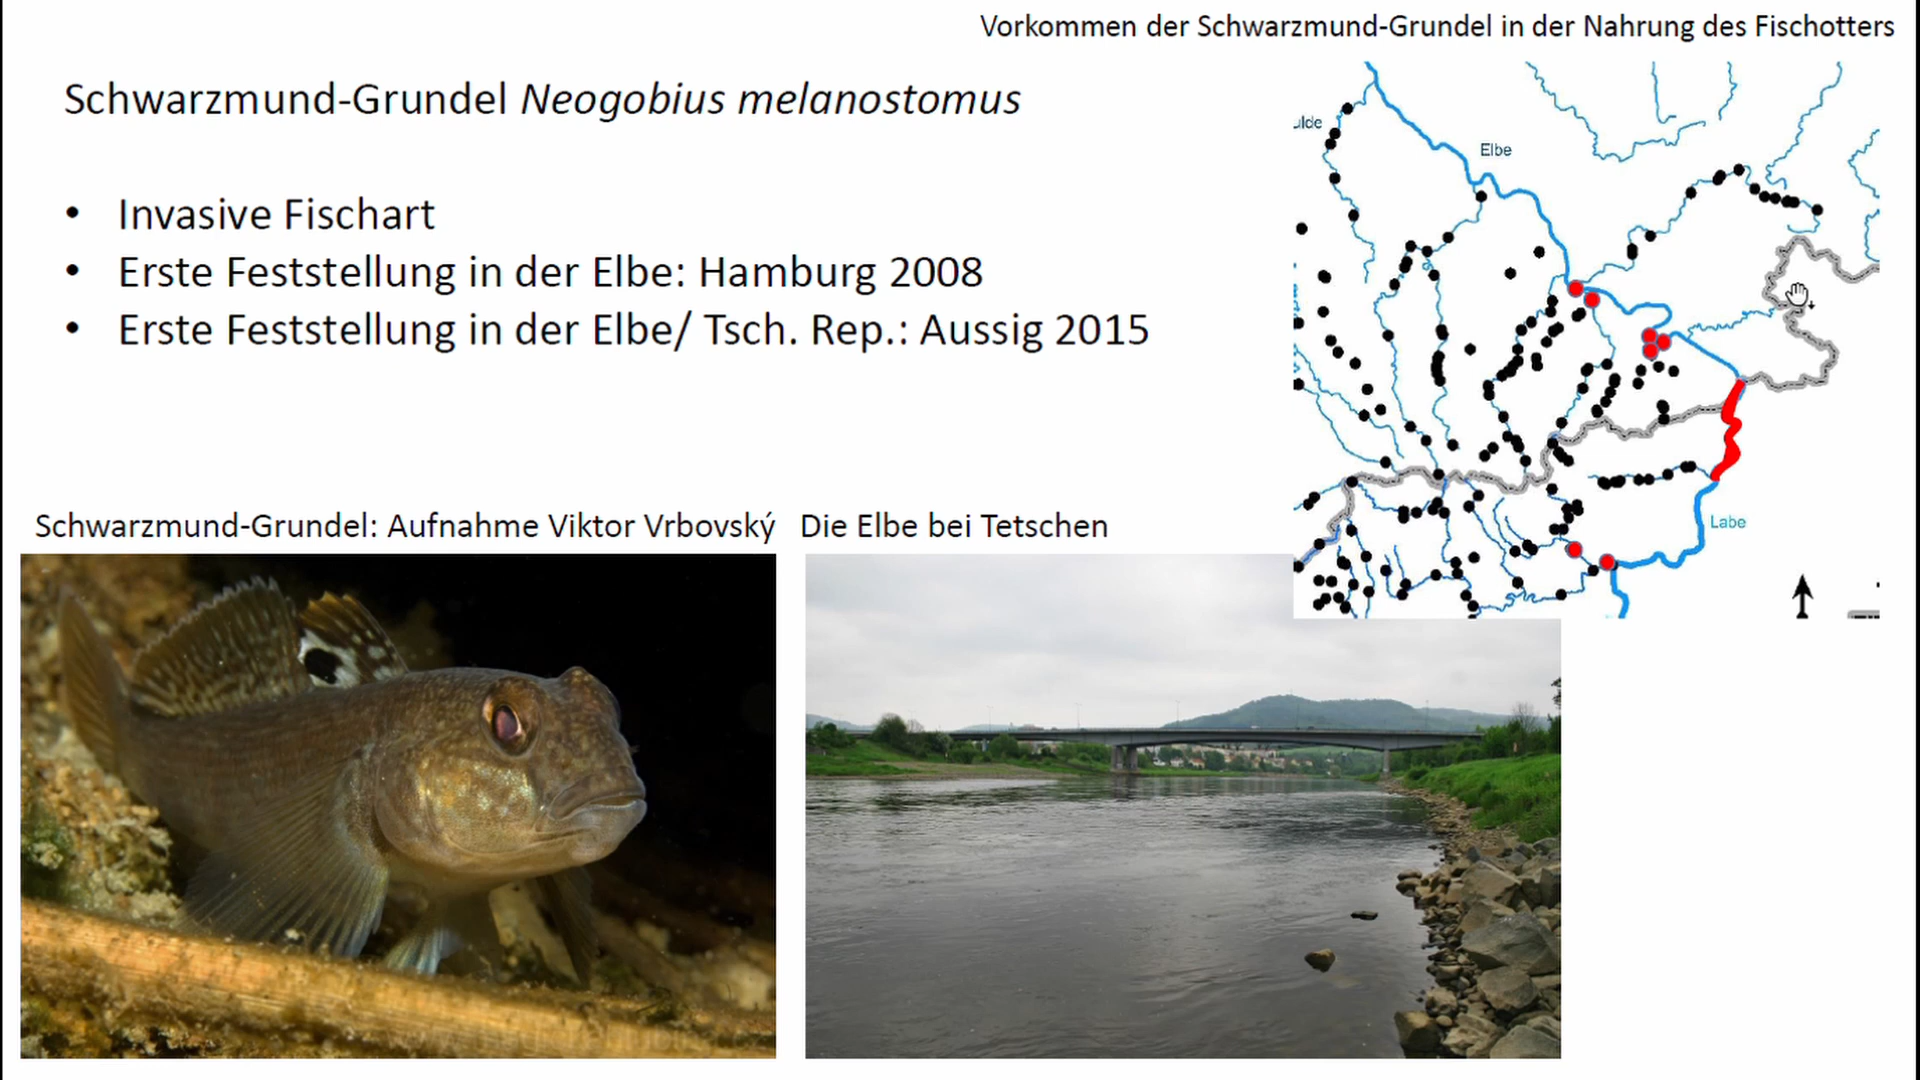 Vorkommen der Schwarzmund-Grundel in der Nahrung des Fischotters
Schwarzmund-Grundel Neogobius melanostomus
• Invasive Fischart
• Erste Feststellung in der Elbe: Hamburg 2008
• Erste Feststellung in der Elbe/ Tsch. Rep.: Aussig 2015
ulde
Elbe
Labe
Schwarzmund-Grundel: Aufnahme Viktor Vrbovský
Die Elbe bei Tetschen